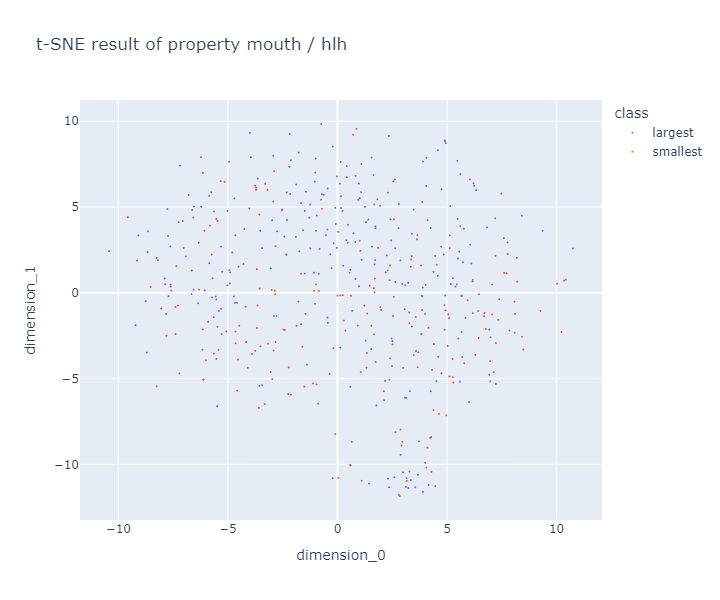 t-SNE result of property mouth / hlh
class
largest
smallest
10
5
0
−5
−10
dimension_1
−10
−5
0
5
10
dimension_0